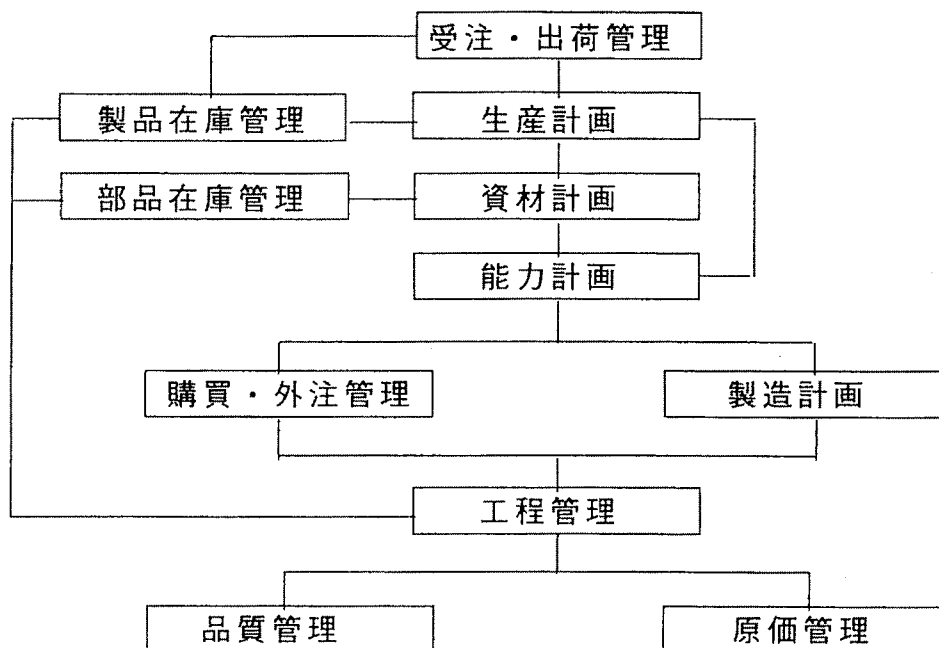 受注・出荷管理
製品在庫管理
生産計画
部品在庫管理
資材計画
能力計画
購買・外注管理
製造計画
工程管理
品質管理
原価管理